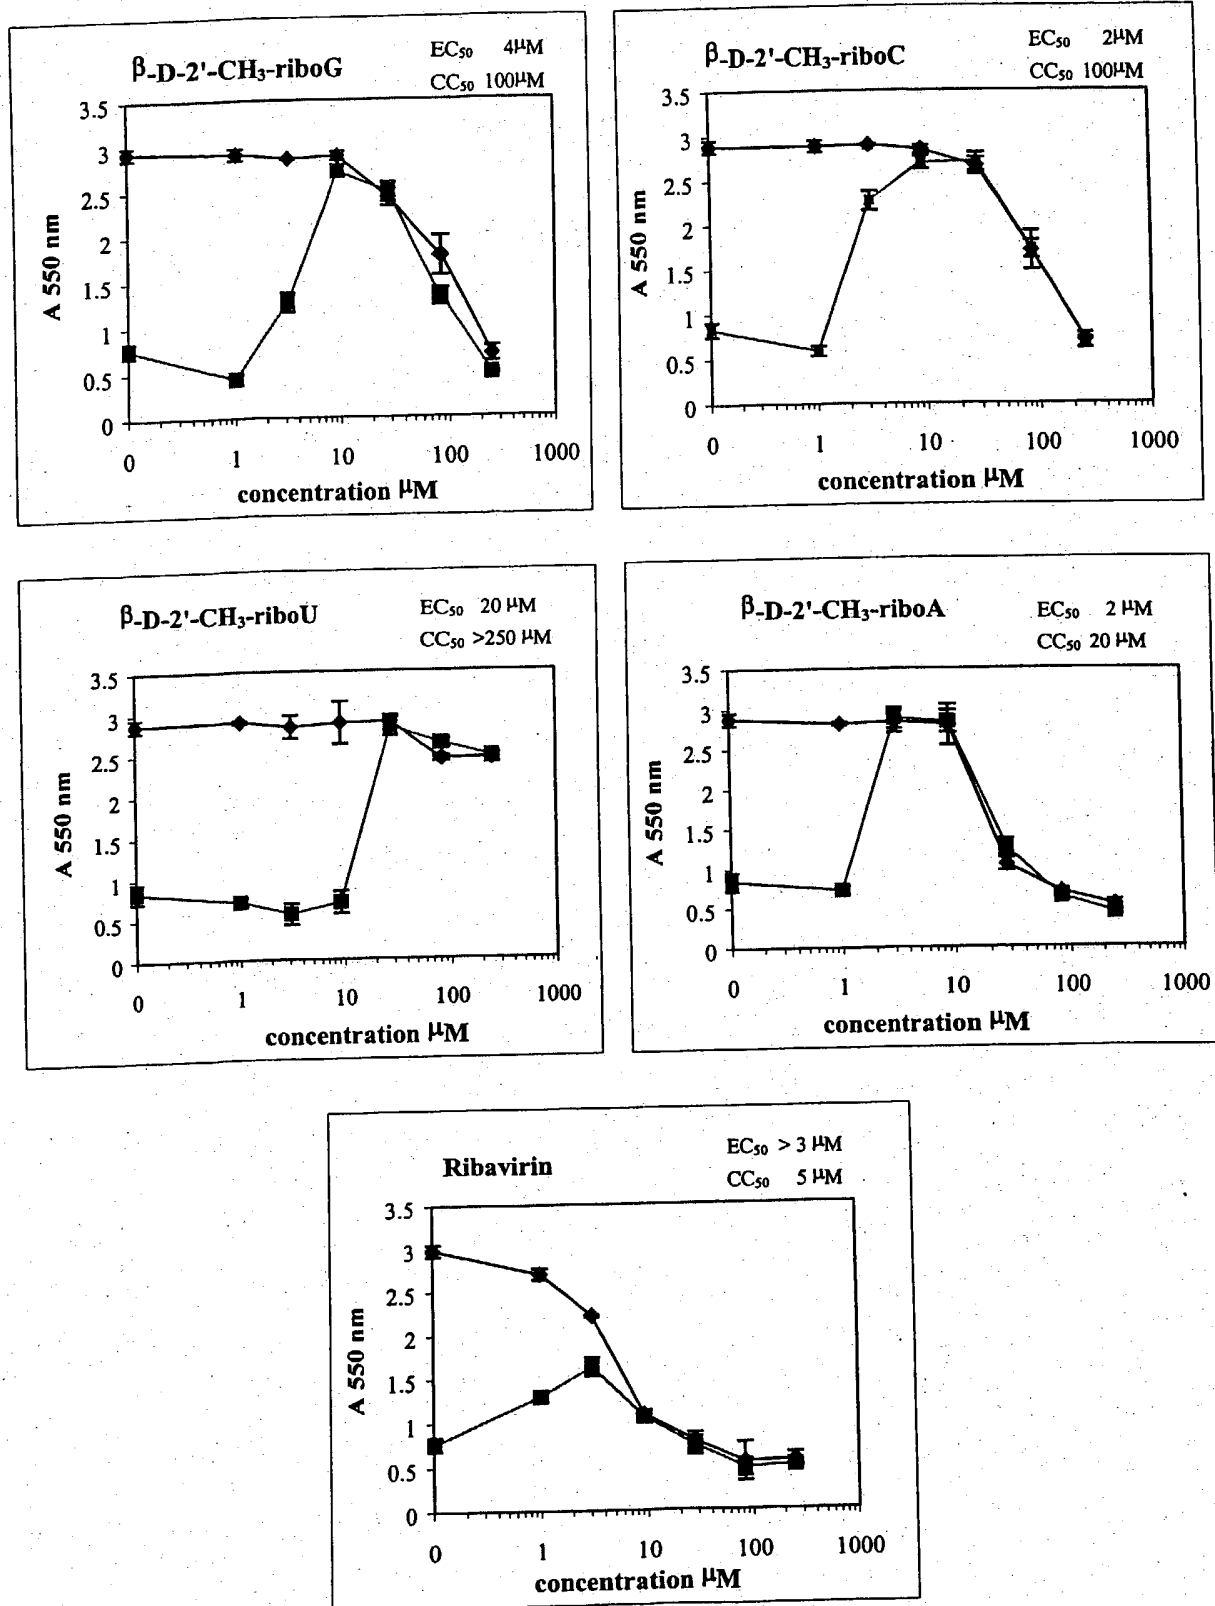 β-D-2'-CH₃-riboG
EC₅₀ 4μM
CC₅₀ 100μM
3.5
3
2.5
2
1.5
1
0.5
0
A 550 nm
0 1 10 100 1000
concentration μM
β-D-2'-CH₃-riboC
EC₅₀ 2μM
CC₅₀ 100μM
3.5
3
2.5
2
1.5
1
0.5
0
A 550 nm
0 1 10 100 1000
concentration μM
β-D-2'-CH₃-riboU
EC₅₀ 20 μM
CC₅₀ >250 μM
3.5
3
2.5
2
1.5
1
0.5
0
A 550 nm
0 1 10 100 1000
concentration μM
β-D-2'-CH₃-riboA
EC₅₀ 2 μM
CC₅₀ 20 μM
3.5
3
2.5
2
1.5
1
0.5
0
A 550 nm
0 1 10 100 1000
concentration μM
Ribavirin
EC₅₀ > 3 μM
CC₅₀ 5 μM
3.5
3
2.5
2
1.5
1
0.5
0
A 550 nm
0 1 10 100 1000
concentration μM